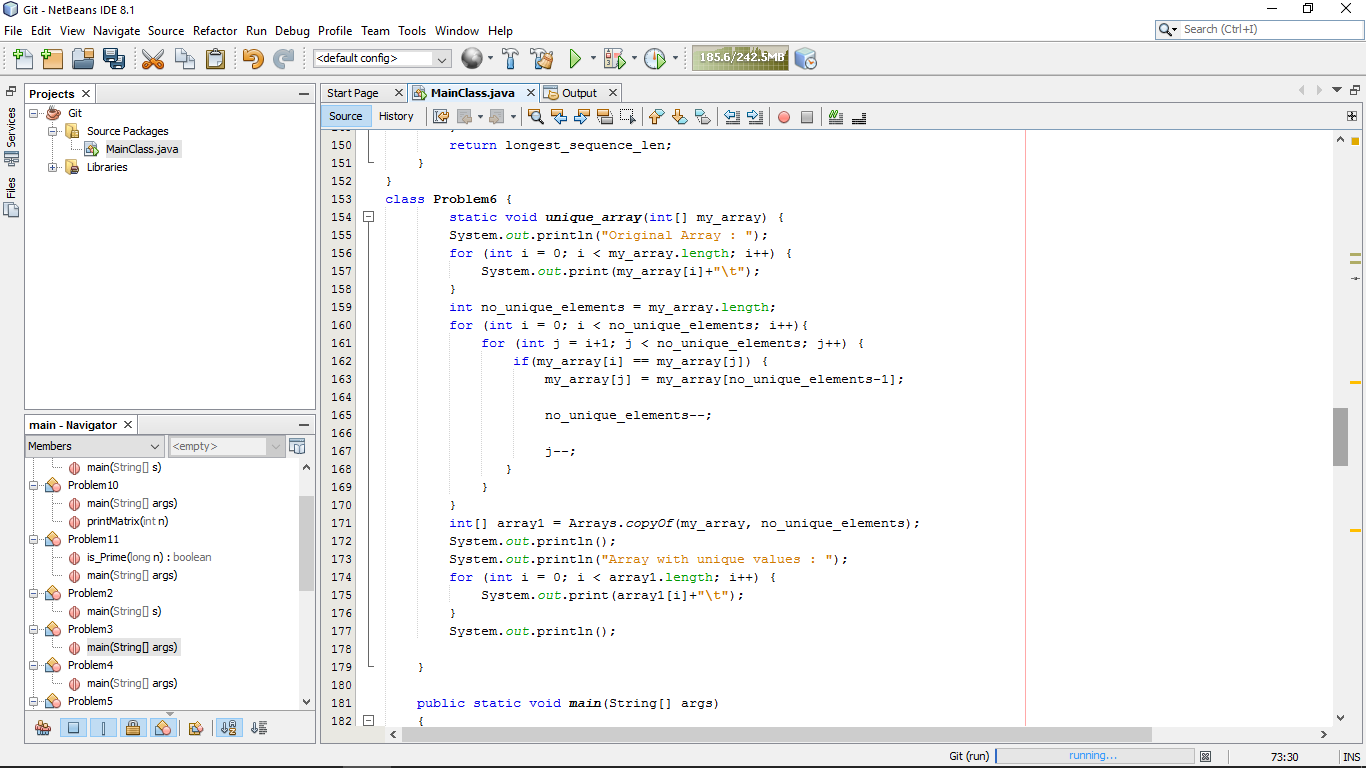 Git - NetBeans IDE 8.1
File Edit View Navigate Source Refactor Run Debug Profile Team Tools Window Help
Search (Ctrl+I)
<default config>
185.6/242.5MB
Services
Files
Projects
Git
Source Packages
MainClass.java
Libraries
main - Navigator
Members
<empty>
main(String[] s)
Problem10
main(String[] args)
printMatrix(int n)
Problem11
is_Prime(long n) : boolean
main(String[] args)
Problem2
main(String[] s)
Problem3
main(String[] args)
Problem4
main(String[] args)
Problem5
Start Page MainClass.java Output
Source History
150 return longest_sequence_len;
151 }
152 }
153 class Problem6 {
154 static void unique_array(int[] my_array) {
155 System.out.println("Original Array : ");
156 for (int i = 0; i < my_array.length; i++) {
157 System.out.print(my_array[i]+"\t");
158 }
159 int no_unique_elements = my_array.length;
160 for (int i = 0; i < no_unique_elements; i++){
161 for (int j = i+1; j < no_unique_elements; j++) {
162 if(my_array[i] == my_array[j]) {
163 my_array[j] = my_array[no_unique_elements-1];
164
165 no_unique_elements--;
166
167 j--;
168 }
169 }
170 }
171 int[] array1 = Arrays.copyOf(my_array, no_unique_elements);
172 System.out.println();
173 System.out.println("Array with unique values : ");
174 for (int i = 0; i < array1.length; i++) {
175 System.out.print(array1[i]+"\t");
176 }
177 System.out.println();
178
179 }
180
181 public static void main(String[] args)
182 {
Git (run) running... 73:30 INS